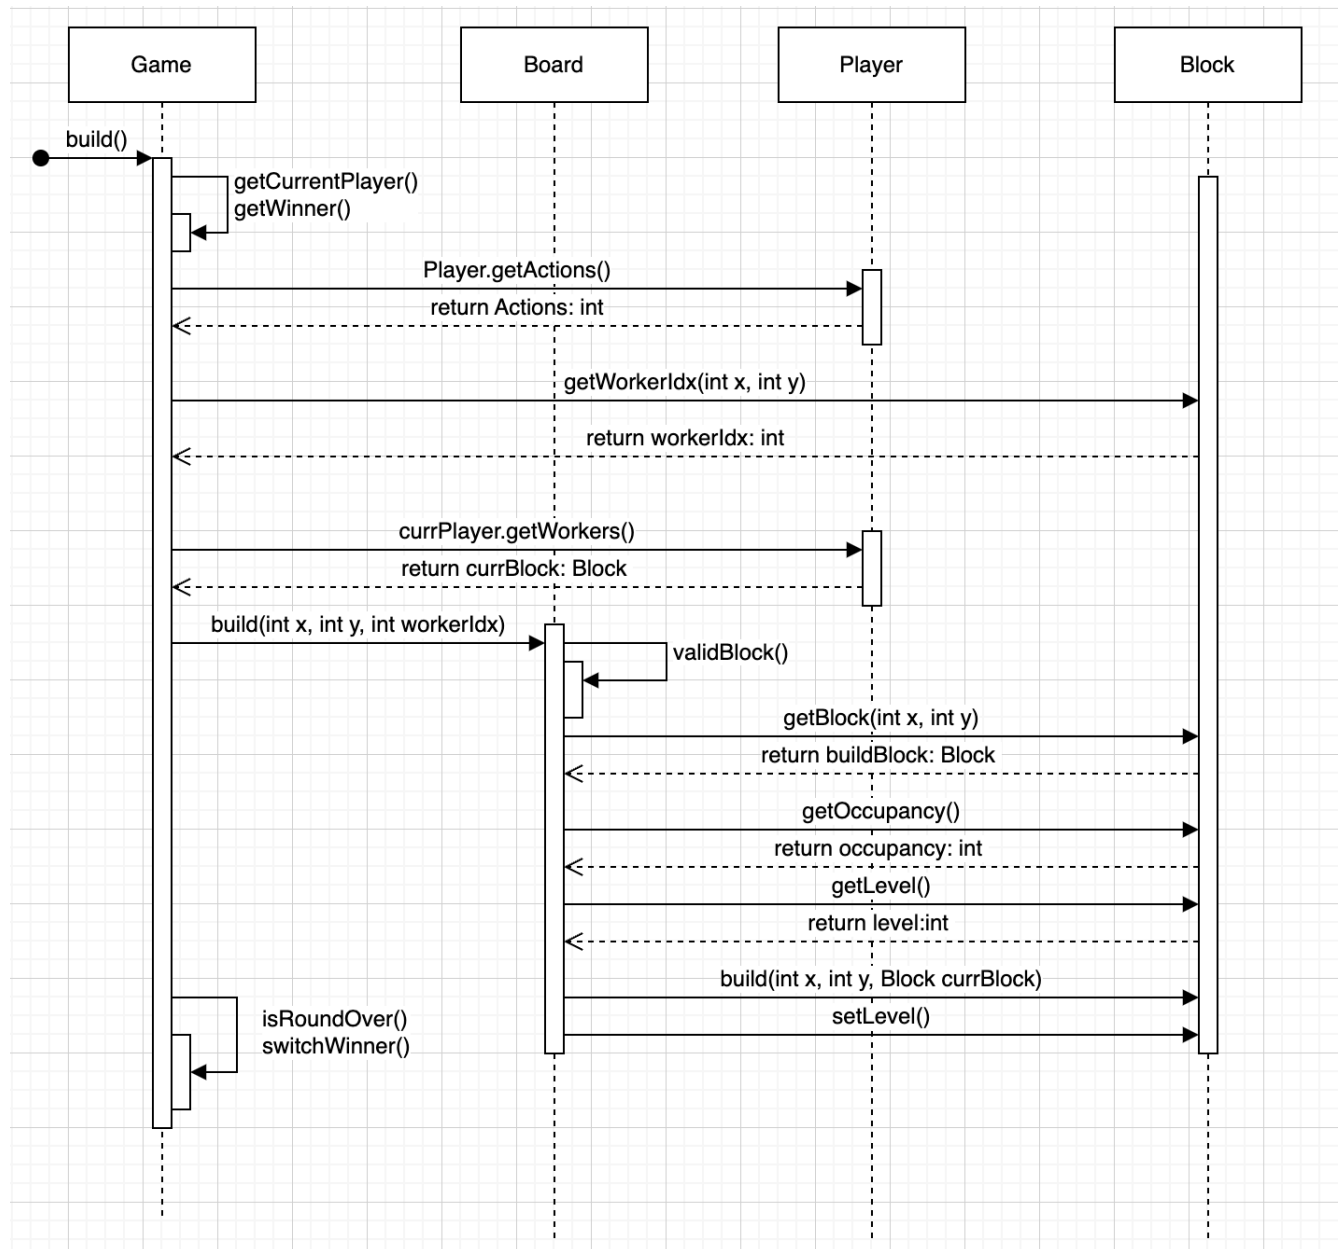 Game
Board
Player
Block
build()
getCurrentPlayer()
getWinner()
Player.getActions()
return Actions: int
getWorkerIdx(int x, int y)
return workerIdx: int
currPlayer.getWorkers()
return currBlock: Block
build(int x, int y, int workerIdx)
validBlock()
getBlock(int x, int y)
return buildBlock: Block
getOccupancy()
return occupancy: int
getLevel()
return level:int
build(int x, int y, Block currBlock)
setLevel()
isRoundOver()
switchWinner()